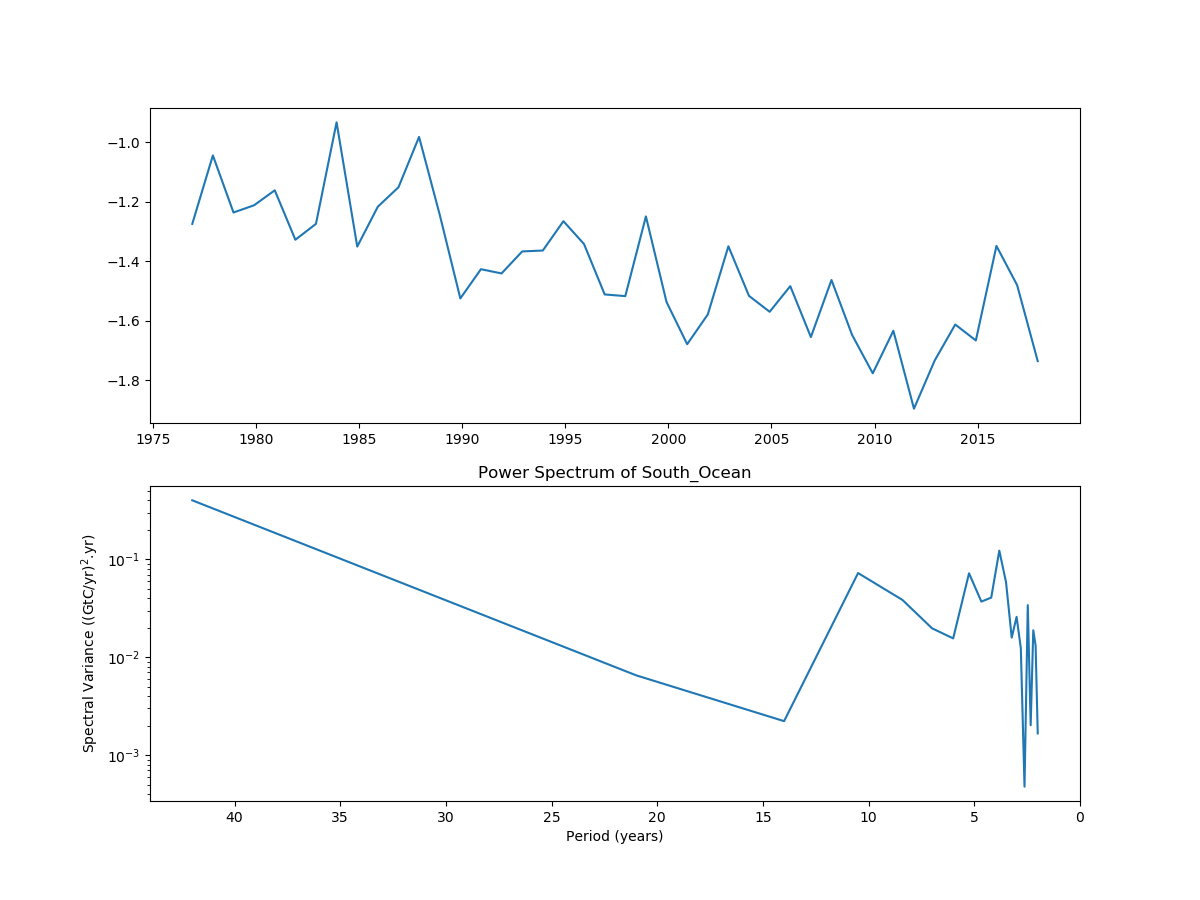 −1.0
−1.2
−1.4
−1.6
−1.8
1975 1980 1985 1990 1995 2000 2005 2010 2015
Power Spectrum of South_Ocean
Spectral Variance ((GtC/yr)².yr)
10⁻¹
10⁻²
10⁻³
40 35 30 25 20 15 10 5 0
Period (years)